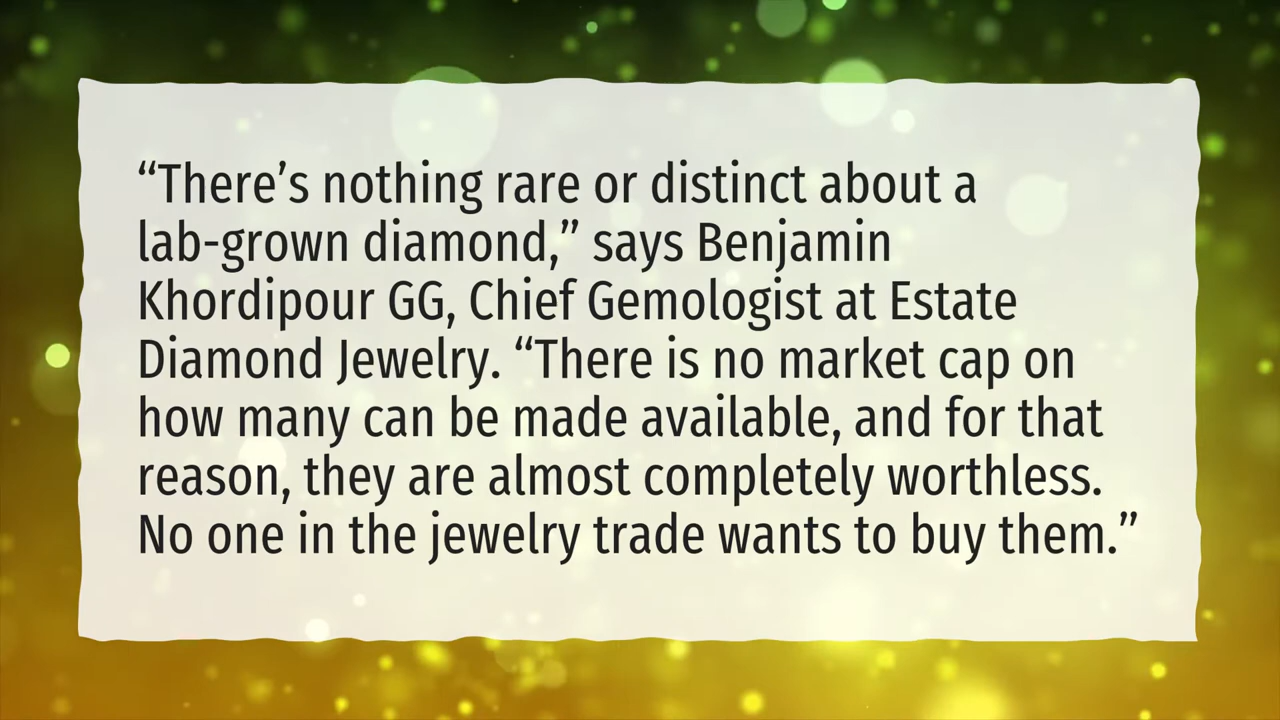 “There’s nothing rare or distinct about a
lab-grown diamond,” says Benjamin
Khordipour GG, Chief Gemologist at Estate
Diamond Jewelry. “There is no market cap on
how many can be made available, and for that
reason, they are almost completely worthless.
No one in the jewelry trade wants to buy them.”